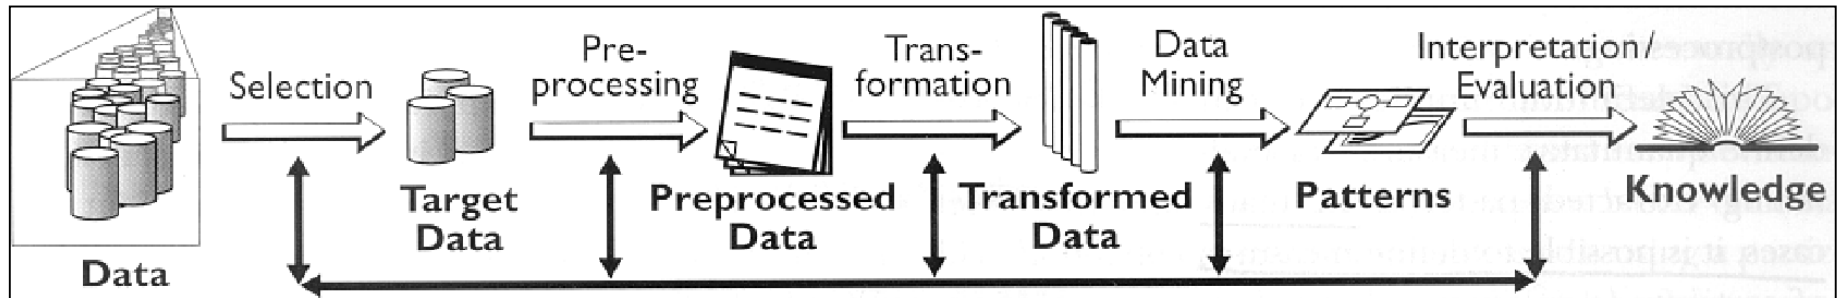 Data
Selection
Target
Data
Pre-
processing
Preprocessed
Data
Trans-
formation
Transformed
Data
Data
Mining
Patterns
Interpretation/
Evaluation
Knowledge